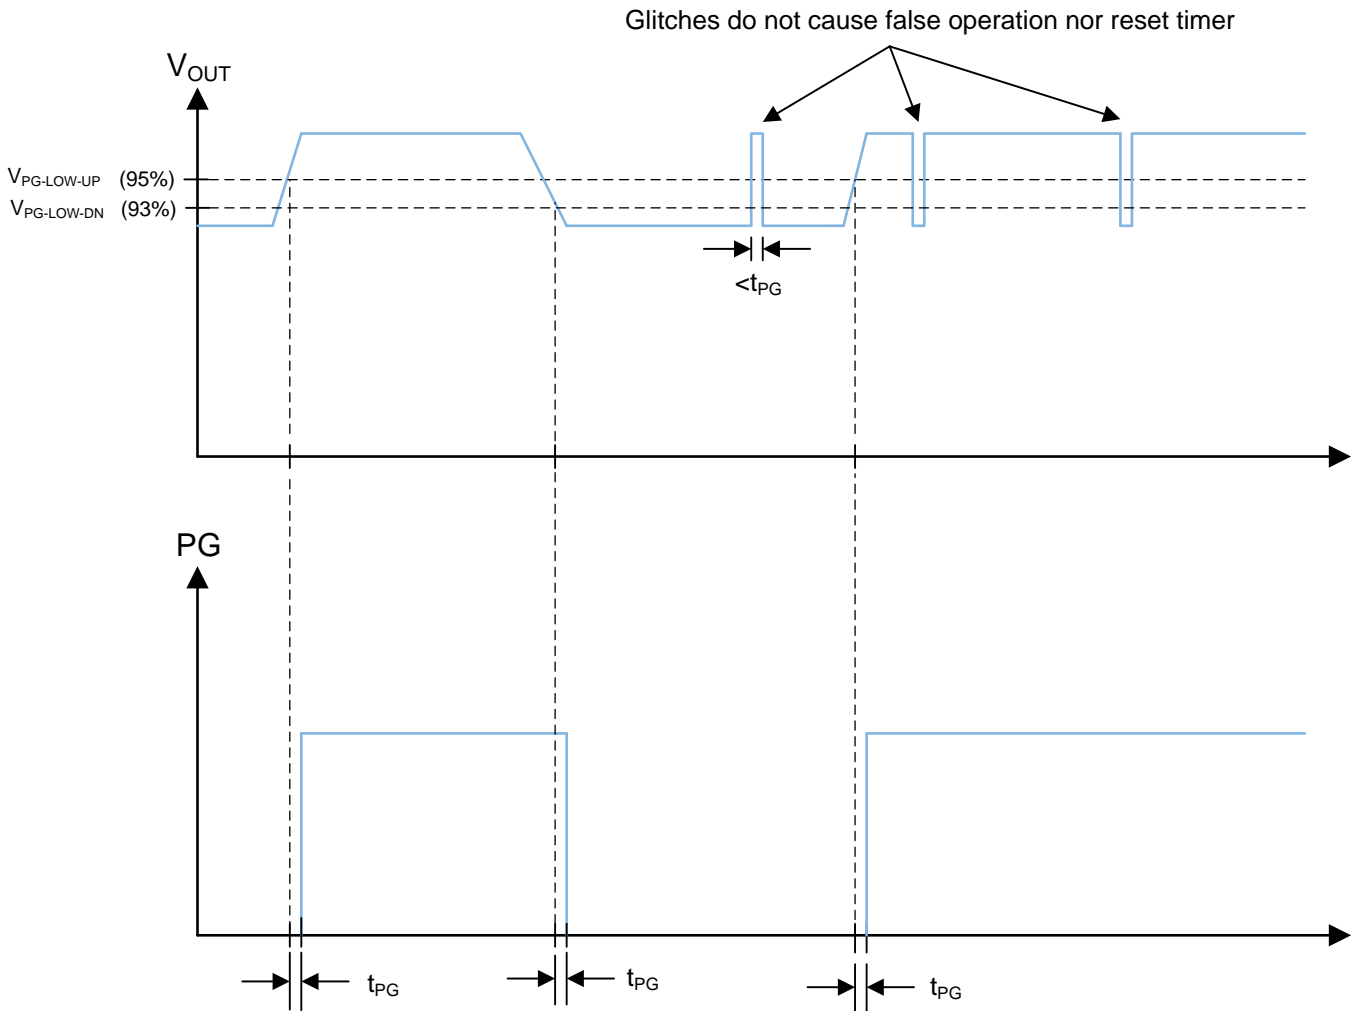 Glitches do not cause false operation nor reset timer
VOUT
VPG-LOW-UP (95%)
VPG-LOW-DN (93%)
<tPG
PG
tPG
tPG
tPG